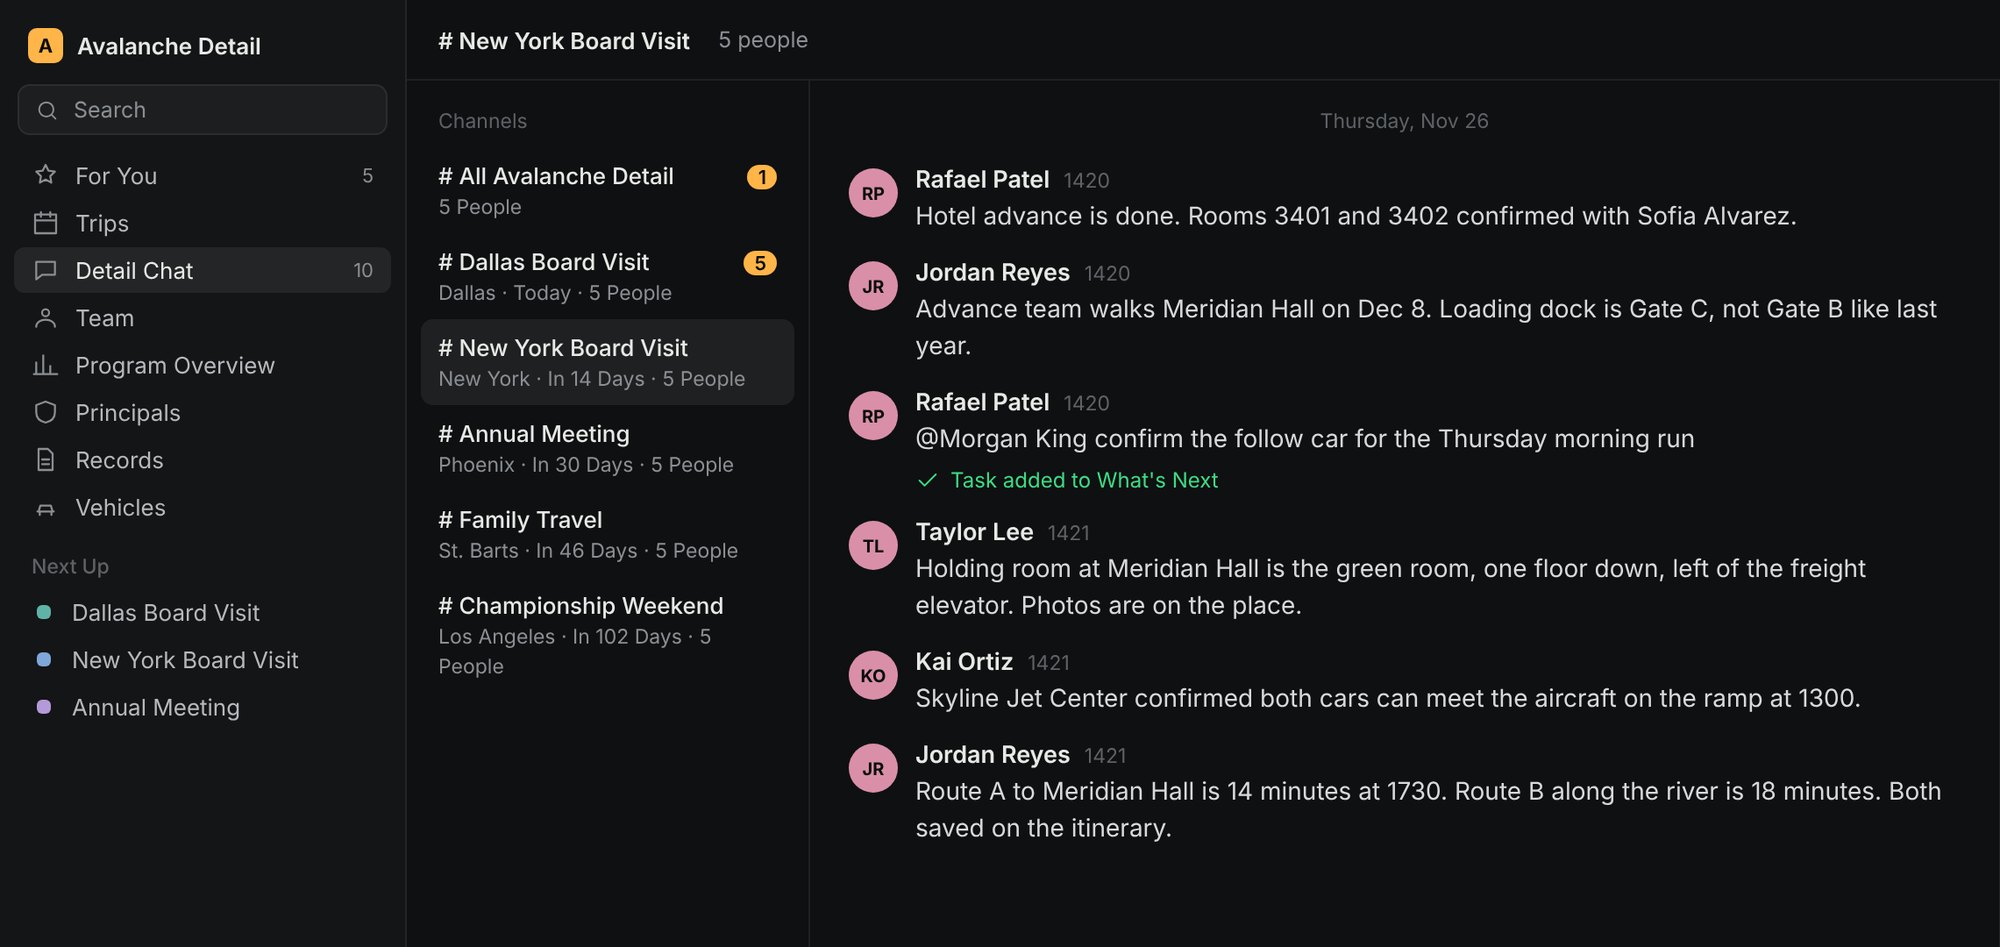 A Avalanche Detail
Search
For You 5
Trips
Detail Chat 10
Team
Program Overview
Principals
Records
Vehicles
Next Up
Dallas Board Visit
New York Board Visit
Annual Meeting
# New York Board Visit 5 people
Channels
# All Avalanche Detail 1
5 People
# Dallas Board Visit 5
Dallas · Today · 5 People
# New York Board Visit
New York · In 14 Days · 5 People
# Annual Meeting
Phoenix · In 30 Days · 5 People
# Family Travel
St. Barts · In 46 Days · 5 People
# Championship Weekend
Los Angeles · In 102 Days · 5
People
Thursday, Nov 26
RP Rafael Patel 1420
Hotel advance is done. Rooms 3401 and 3402 confirmed with Sofia Alvarez.
JR Jordan Reyes 1420
Advance team walks Meridian Hall on Dec 8. Loading dock is Gate C, not Gate B like last
year.
RP Rafael Patel 1420
@Morgan King confirm the follow car for the Thursday morning run
Task added to What's Next
TL Taylor Lee 1421
Holding room at Meridian Hall is the green room, one floor down, left of the freight
elevator. Photos are on the place.
KO Kai Ortiz 1421
Skyline Jet Center confirmed both cars can meet the aircraft on the ramp at 1300.
JR Jordan Reyes 1421
Route A to Meridian Hall is 14 minutes at 1730. Route B along the river is 18 minutes. Both
saved on the itinerary.